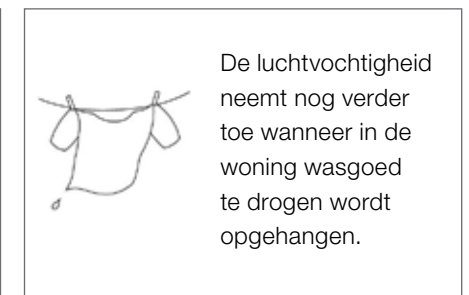 De luchtvochtigheid
neemt nog verder
toe wanneer in de
woning wasgoed
te drogen wordt
opgehangen.